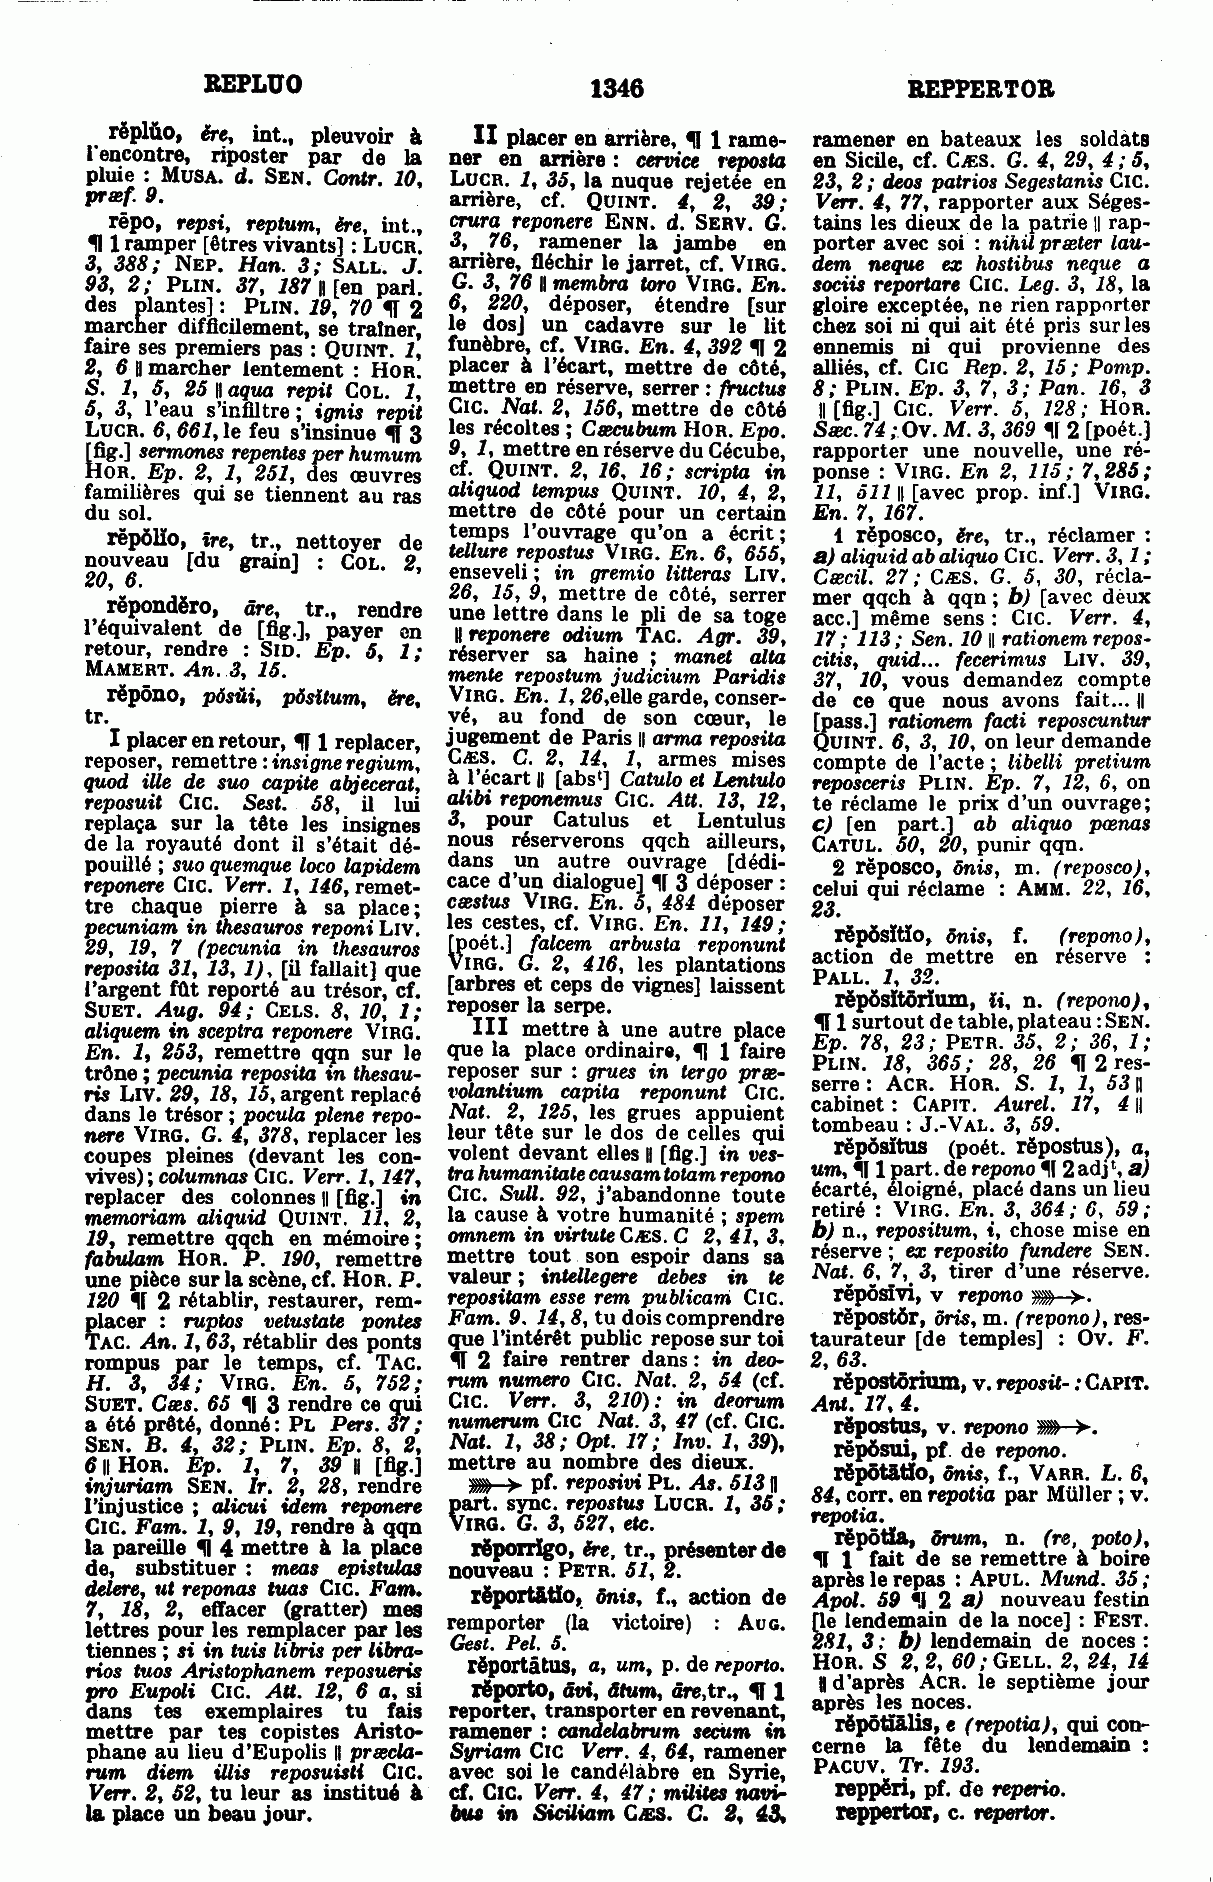 REPLUO
1346
REPPERTOR
rĕplŭo, ĕre, int., pleuvoir à
l'encontre, riposter par de la
pluie : MUSA. d. SEN. Contr. 10,
præf. 9.
rēpo, repsi, reptum, ĕre, int.,
¶ 1 ramper [êtres vivants] : LUCR.
3, 388; NEP. Han. 3; SALL. J.
93, 2; PLIN. 37, 187 ‖ [en parl.
des plantes] : PLIN. 19, 70 ¶ 2
marcher difficilement, se traîner,
faire ses premiers pas : QUINT. 1,
2, 6 ‖ marcher lentement : HOR.
S. 1, 5, 25 ‖ aqua repit COL. 1,
5, 3, l'eau s'infiltre; ignis repit
LUCR. 6, 661, le feu s'insinue ¶ 3
[fig.] sermones repentes per humum
HOR. Ep. 2, 1, 251, des œuvres
familières qui se tiennent au ras
du sol.
rĕpŏlĭo, īre, tr., nettoyer de
nouveau [du grain] : COL. 2,
20, 6.
rĕpondĕro, āre, tr., rendre
l'équivalent de [fig.], payer en
retour, rendre : SID. Ep. 5, 1;
MAMERT. An. 3, 15.
rĕpōno, pŏsŭi, pŏsitum, ĕre,
tr.
I placer en retour, ¶ 1 replacer,
reposer, remettre : insigne regium,
quod ille de suo capite abjecerat,
reposuit CIC. Sest. 58, il lui
replaça sur la tête les insignes
de la royauté dont il s'était dé-
pouillé; suo quemque loco lapidem
reponere CIC. Verr. 1, 146, remet-
tre chaque pierre à sa place;
pecuniam in thesauros reponi LIV.
29, 19, 7 (pecunia in thesauros
reposita 31, 13, 1), [il fallait] que
l'argent fût reporté au trésor, cf.
SUET. Aug. 94; CELS. 8, 10, 1;
aliquem in sceptra reponere VIRG.
En. 1, 253, remettre qqn sur le
trône; pecunia reposita in thesau-
ris LIV. 29, 18, 15, argent replacé
dans le trésor; pocula plene repo-
nere VIRG. G. 4, 378, replacer les
coupes pleines (devant les con-
vives); columnas CIC. Verr. 1, 147,
replacer des colonnes ‖ [fig.] in
memoriam aliquid QUINT. 11, 2,
19, remettre qqch en mémoire;
fabulam HOR. P. 190, remettre
une pièce sur la scène, cf. HOR. P.
120 ¶ 2 rétablir, restaurer, rem-
placer : ruptos vetustate pontes
TAC. An. 1, 63, rétablir des ponts
rompus par le temps, cf. TAC.
H. 3, 34; VIRG. En. 5, 752;
SUET. Cæs. 65 ¶ 3 rendre ce qui
a été prêté, donné : PL Pers. 37;
SEN. B. 4, 32; PLIN. Ep. 8, 2,
6 ‖ HOR. Ep. 1, 7, 39 ‖ [fig.]
injuriam SEN. Ir. 2, 28, rendre
l'injustice; alicui idem reponere
CIC. Fam. 1, 9, 19, rendre à qqn
la pareille ¶ 4 mettre à la place
de, substituer : meas epistulas
delere, ut reponas tuas CIC. Fam.
7, 18, 2, effacer (gratter) mes
lettres pour les remplacer par les
tiennes; si in tuis libris per libra-
rios tuos Aristophanem reposueris
pro Eupoli CIC. Att. 12, 6 a, si
dans tes exemplaires tu fais
mettre par tes copistes Aristo-
phane au lieu d'Eupolis ‖ præcla-
rum diem illis reposuisti CIC.
Verr. 2, 52, tu leur as institué à
la place un beau jour.
II placer en arrière, ¶ 1 rame-
ner en arrière : cervice reposta
LUCR. 1, 35, la nuque rejetée en
arrière, cf. QUINT. 4, 2, 39;
crura reponere ENN. d. SERV. G.
3, 76, ramener la jambe en
arrière, fléchir le jarret, cf. VIRG.
G. 3, 76 ‖ membra toro VIRG. En.
6, 220, déposer, étendre [sur
le dos] un cadavre sur le lit
funèbre, cf. VIRG. En. 4, 392 ¶ 2
placer à l'écart, mettre de côté,
mettre en réserve, serrer : fructus
CIC. Nat. 2, 156, mettre de côté
les récoltes; Cæcubum HOR. Epo.
9, 1, mettre en réserve du Cécube,
cf. QUINT. 2, 16, 16; scripta in
aliquod tempus QUINT. 10, 4, 2,
mettre de côté pour un certain
temps l'ouvrage qu'on a écrit;
tellure repostus VIRG. En. 6, 655,
enseveli; in gremio litteras LIV.
26, 15, 9, mettre de côté, serrer
une lettre dans le pli de sa toge
‖ reponere odium TAC. Agr. 39,
réserver sa haine ; manet alta
mente repostum judicium Paridis
VIRG. En. 1, 26, elle garde, conser-
vé, au fond de son cœur, le
jugement de Paris ‖ arma reposita
CÆS. C. 2, 14, 1, armes mises
à l'écart ‖ [absᵗ] Catulo et Lentulo
alibi reponemus CIC. Att. 13, 12,
3, pour Catulus et Lentulus
nous réserverons qqch ailleurs,
dans un autre ouvrage [dédi-
cace d'un dialogue] ¶ 3 déposer :
cæstus VIRG. En. 5, 484 déposer
les cestes, cf. VIRG. En. 11, 149;
[poét.] falcem arbusta reponunt
VIRG. G. 2, 416, les plantations
[arbres et ceps de vignes] laissent
reposer la serpe.
III mettre à une autre place
que la place ordinaire, ¶ 1 faire
reposer sur : grues in tergo præ-
volantium capita reponunt CIC.
Nat. 2, 125, les grues appuient
leur tête sur le dos de celles qui
volent devant elles ‖ [fig.] in ves-
tra humanitate causam totam repono
CIC. Sull. 92, j'abandonne toute
la cause à votre humanité; spem
omnem in virtute CÆS. C 2, 41, 3,
mettre tout son espoir dans sa
valeur; intellegere debes in te
repositam esse rem publicam CIC.
Fam. 9. 14, 8, tu dois comprendre
que l'intérêt public repose sur toi
¶ 2 faire rentrer dans : in deo-
rum numero CIC. Nat. 2, 54 (cf.
CIC. Verr. 3, 210) : in deorum
numerum CIC Nat. 3, 47 (cf. CIC.
Nat. 1, 38; Opt. 17; Inv. 1, 39),
mettre au nombre des dieux.
⟫→ pf. reposivi PL. As. 513 ‖
part. sync. repostus LUCR. 1, 35;
VIRG. G. 3, 527, etc.
rĕporrĭgo, ĕre, tr., présenter de
nouveau : PETR. 51, 2.
rĕportātĭo, ōnis, f., action de
remporter (la victoire) : AUG.
Gest. Pel. 5.
rĕportātus, a, um, p. de reporto.
rĕporto, āvi, ātum, āre, tr., ¶ 1
reporter, transporter en revenant,
ramener : candelabrum secum in
Syriam CIC Verr. 4, 64, ramener
avec soi le candélabre en Syrie,
cf. CIC. Verr. 4, 47; milites navi-
bus in Siciliam CÆS. C. 2, 43,
ramener en bateaux les soldats
en Sicile, cf. CÆS. G. 4, 29, 4; 5,
23, 2; deos patrios Segestanis CIC.
Verr. 4, 77, rapporter aux Séges-
tains les dieux de la patrie ‖ rap-
porter avec soi : nihil præter lau-
dem neque ex hostibus neque a
sociis reportare CIC. Leg. 3, 18, la
gloire exceptée, ne rien rapporter
chez soi ni qui ait été pris sur les
ennemis ni qui provienne des
alliés, cf. CIC Rep. 2, 15; Pomp.
8; PLIN. Ep. 3, 7, 3; Pan. 16, 3
‖ [fig.] CIC. Verr. 5, 128; HOR.
Sæc. 74; OV. M. 3, 369 ¶ 2 [poét.]
rapporter une nouvelle, une ré-
ponse : VIRG. En 2, 115; 7, 285;
11, 511 ‖ [avec prop. inf.] VIRG.
En. 7, 167.
1 rĕposco, ĕre, tr., réclamer :
a) aliquid ab aliquo CIC. Verr. 3, 1;
Cæcil. 27; CÆS. G. 5, 30, récla-
mer qqch à qqn; b) [avec deux
acc.] même sens : CIC. Verr. 4,
17; 113; Sen. 10 ‖ rationem repos-
citis, quid... fecerimus LIV. 39,
37, 10, vous demandez compte
de ce que nous avons fait... ‖
[pass.] rationem facti reposcuntur
QUINT. 6, 3, 10, on leur demande
compte de l'acte; libelli pretium
reposceris PLIN. Ep. 7, 12, 6, on
te réclame le prix d'un ouvrage;
c) [en part.] ab aliquo pœnas
CATUL. 50, 20, punir qqn.
2 rĕposco, ōnis, m. (reposco),
celui qui réclame : AMM. 22, 16,
23.
rĕpŏsĭtĭo, ōnis, f. (repono),
action de mettre en réserve :
PALL. 1, 32.
rĕpŏsĭtōrĭum, ĭi, n. (repono),
¶ 1 surtout de table, plateau : SEN.
Ep. 78, 23; PETR. 35, 2; 36, 1;
PLIN. 18, 365; 28, 26 ¶ 2 res-
serre : ACR. HOR. S. 1, 1, 53 ‖
cabinet : CAPIT. Aurel. 17, 4 ‖
tombeau : J.-VAL. 3, 59.
rĕpŏsĭtus (poét. rĕpostus), a,
um, ¶ 1 part. de repono ¶ 2 adjᵗ, a)
écarté, éloigné, placé dans un lieu
retiré : VIRG. En. 3, 364; 6, 59;
b) n., repositum, i, chose mise en
réserve; ex reposito fundere SEN.
Nat. 6, 7, 3, tirer d'une réserve.
rĕpŏsīvi, v repono ⟫→.
rĕpostŏr, ōris, m. (repono), res-
taurateur [de temples] : OV. F.
2, 63.
rĕpostōrium, v. reposit- : CAPIT.
Ant. 17, 4.
rĕpostus, v. repono ⟫→.
rĕpŏsui, pf. de repono.
rĕpōtātĭo, ōnis, f., VARR. L. 6,
84, corr. en repotia par Müller; v.
repotia.
rĕpōtĭa, ōrum, n. (re, poto),
¶ 1 fait de se remettre à boire
après le repas : APUL. Mund. 35;
Apol. 59 ¶ 2 a) nouveau festin
[le lendemain de la noce] : FEST.
281, 3; b) lendemain de noces :
HOR. S 2, 2, 60; GELL. 2, 24, 14
‖ d'après ACR. le septième jour
après les noces.
rĕpōtĭālis, e (repotia), qui con-
cerne la fête du lendemain :
PACUV. Tr. 193.
reppĕri, pf. de reperio.
reppertor, c. repertor.